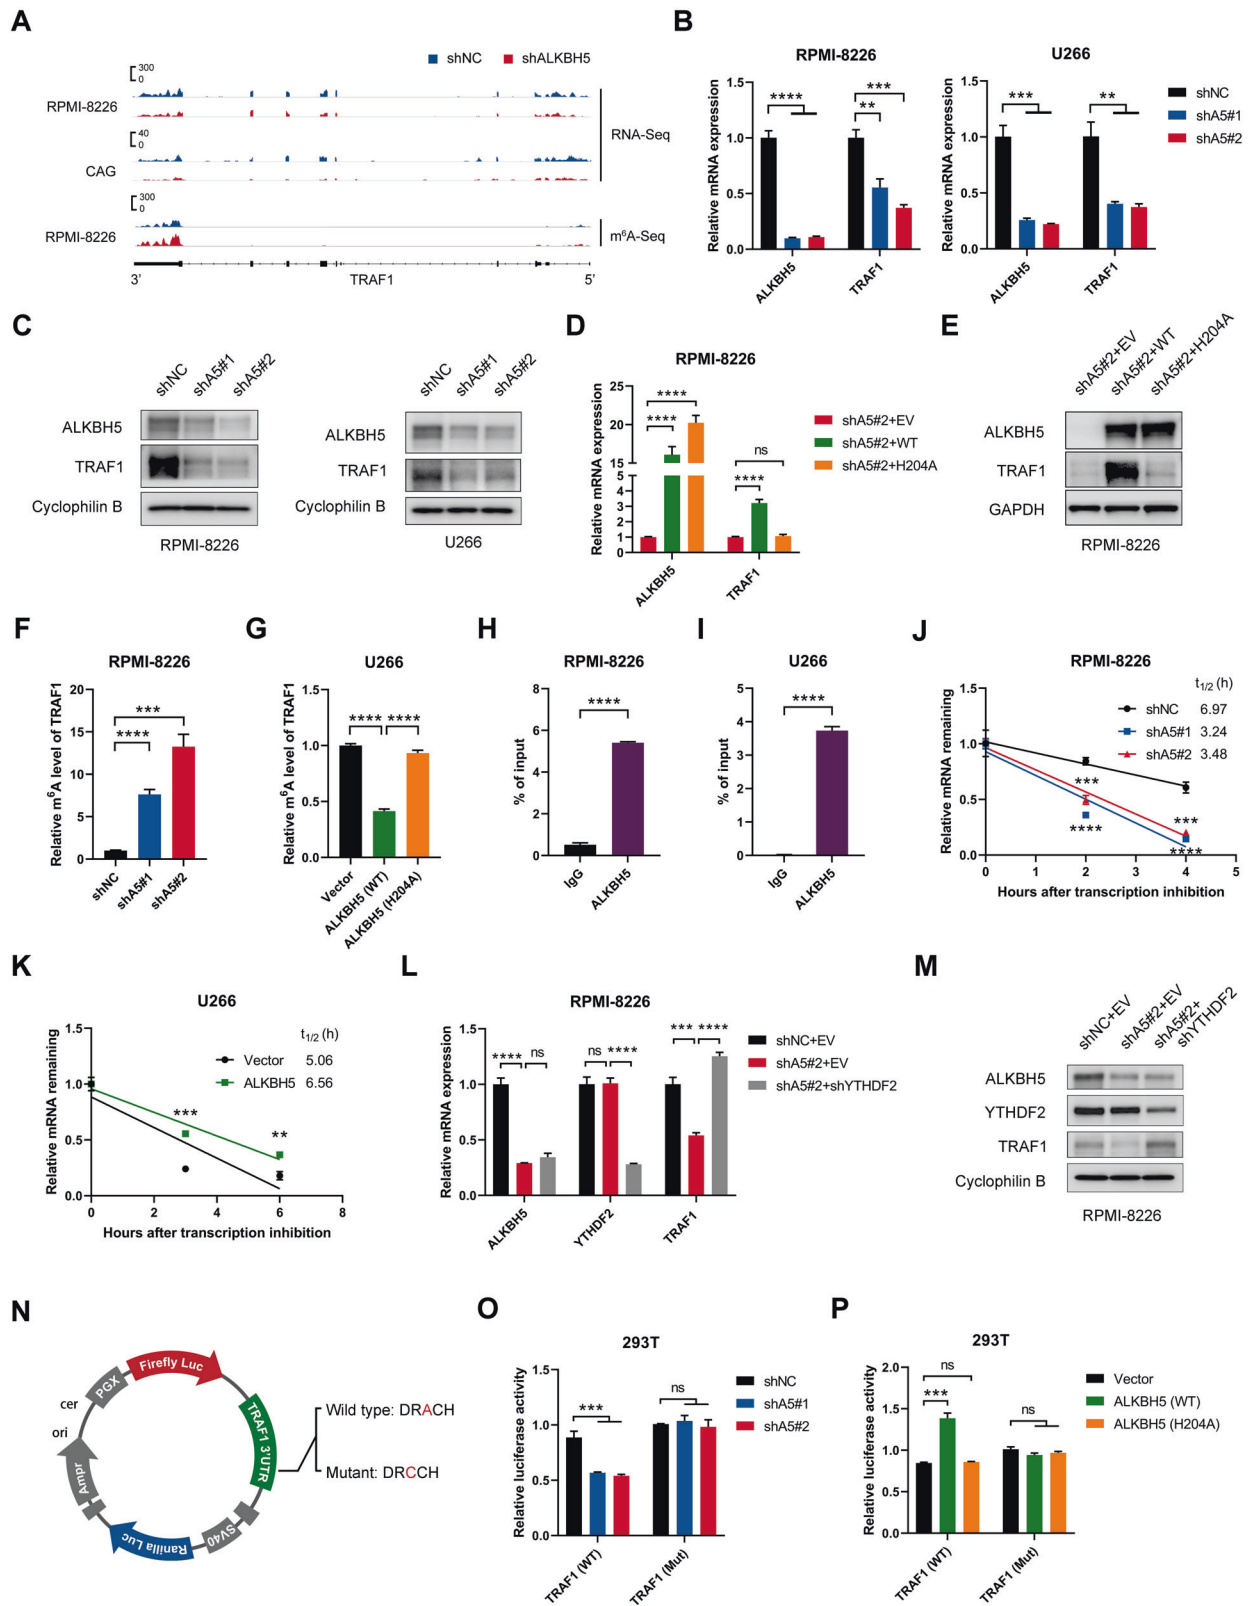 A
shNC
shALKBH5
300
0
RPMI-8226
40
0
CAG
RNA-Seq
300
0
RPMI-8226
m⁶A-Seq
3'
TRAF1
5'
B
RPMI-8226
Relative mRNA expression
1.5
1.0
0.5
0.0
****
***
**
ALKBH5
TRAF1
U266
Relative mRNA expression
1.5
1.0
0.5
0.0
***
**
ALKBH5
TRAF1
shNC
shA5#1
shA5#2
C
shNC
shA5#1
shA5#2
ALKBH5
TRAF1
Cyclophilin B
RPMI-8226
shNC
shA5#1
shA5#2
ALKBH5
TRAF1
Cyclophilin B
U266
D
RPMI-8226
Relative mRNA expression
25
20
15
5
4
3
2
1
0
****
****
ns
****
ALKBH5
TRAF1
shA5#2+EV
shA5#2+WT
shA5#2+H204A
E
shA5#2+EV
shA5#2+WT
shA5#2+H204A
ALKBH5
TRAF1
GAPDH
RPMI-8226
F
RPMI-8226
Relative m⁶A level of TRAF1
20
15
10
5
0
***
****
shNC
shA5#1
shA5#2
G
U266
Relative m⁶A level of TRAF1
1.5
1.0
0.5
0.0
**** ****
Vector
ALKBH5 (WT)
ALKBH5 (H204A)
H
RPMI-8226
% of input
8
6
4
2
0
****
IgG
ALKBH5
I
U266
% of input
5
4
3
2
1
0
****
IgG
ALKBH5
J
RPMI-8226
Relative mRNA remaining
1.5
1.0
0.5
0.0
t1/2 (h)
shNC 6.97
shA5#1 3.24
shA5#2 3.48
***
****
***
****
0 1 2 3 4 5
Hours after transcription inhibition
K
U266
Relative mRNA remaining
1.5
1.0
0.5
0.0
t1/2 (h)
Vector 5.06
ALKBH5 6.56
***
**
0 2 4 6 8
Hours after transcription inhibition
L
RPMI-8226
Relative mRNA expression
1.5
1.0
0.5
0.0
**** ns
ns ****
*** ****
ALKBH5
YTHDF2
TRAF1
shNC+EV
shA5#2+EV
shA5#2+shYTHDF2
M
shNC+EV
shA5#2+EV
shA5#2+
shYTHDF2
ALKBH5
YTHDF2
TRAF1
Cyclophilin B
RPMI-8226
N
Firefly Luc
PGX
cer
ori
Ampr
Ranilla Luc
SV40
TRAF1 3'UTR
Wild type: DRACH
Mutant: DRCCH
O
293T
Relative luciferase activity
1.5
1.0
0.5
0.0
***
ns
TRAF1 (WT)
TRAF1 (Mut)
shNC
shA5#1
shA5#2
P
293T
Relative luciferase activity
2.0
1.5
1.0
0.5
0.0
ns
***
ns
TRAF1 (WT)
TRAF1 (Mut)
Vector
ALKBH5 (WT)
ALKBH5 (H204A)